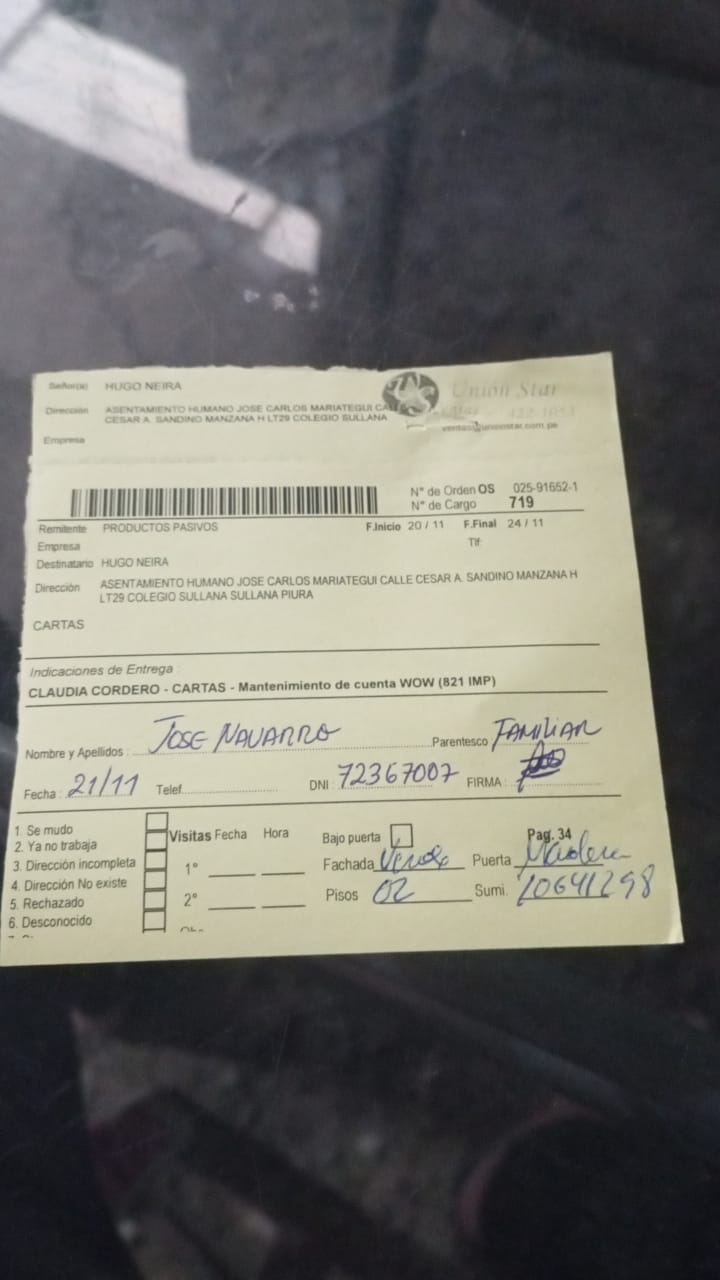 Señor(a) HUGO NEIRA
Dirección ASENTAMIENTO HUMANO JOSE CARLOS MARIATEGUI CALLE
CESAR A. SANDINO MANZANA H LT29 COLEGIO SULLANA
Empresa
Union Star
422-1053
ventas@unionstar.com.pe
N° de Orden OS 025-91652-1
N° de Cargo 719
Remitente PRODUCTOS PASIVOS F.Inicio 20 / 11 F.Final 24 / 11
Empresa Tlf:
Destinatario HUGO NEIRA
Dirección ASENTAMIENTO HUMANO JOSE CARLOS MARIATEGUI CALLE CESAR A. SANDINO MANZANA H
LT29 COLEGIO SULLANA SULLANA PIURA
CARTAS
Indicaciones de Entrega
CLAUDIA CORDERO - CARTAS - Mantenimiento de cuenta WOW (821 IMP)
Nombre y Apellidos : JOSE NAVARRO Parentesco FAMILIAR
Fecha : 21/11 Telef. DNI : 72367007 FIRMA :
1. Se mudo
2. Ya no trabaja
3. Dirección incompleta
4. Dirección No existe
5. Rechazado
6. Desconocido
Visitas Fecha Hora
1°
2°
Bajo puerta Pag. 34
Fachada Verde Puerta Madera
Pisos 02 Sumi. 10641298